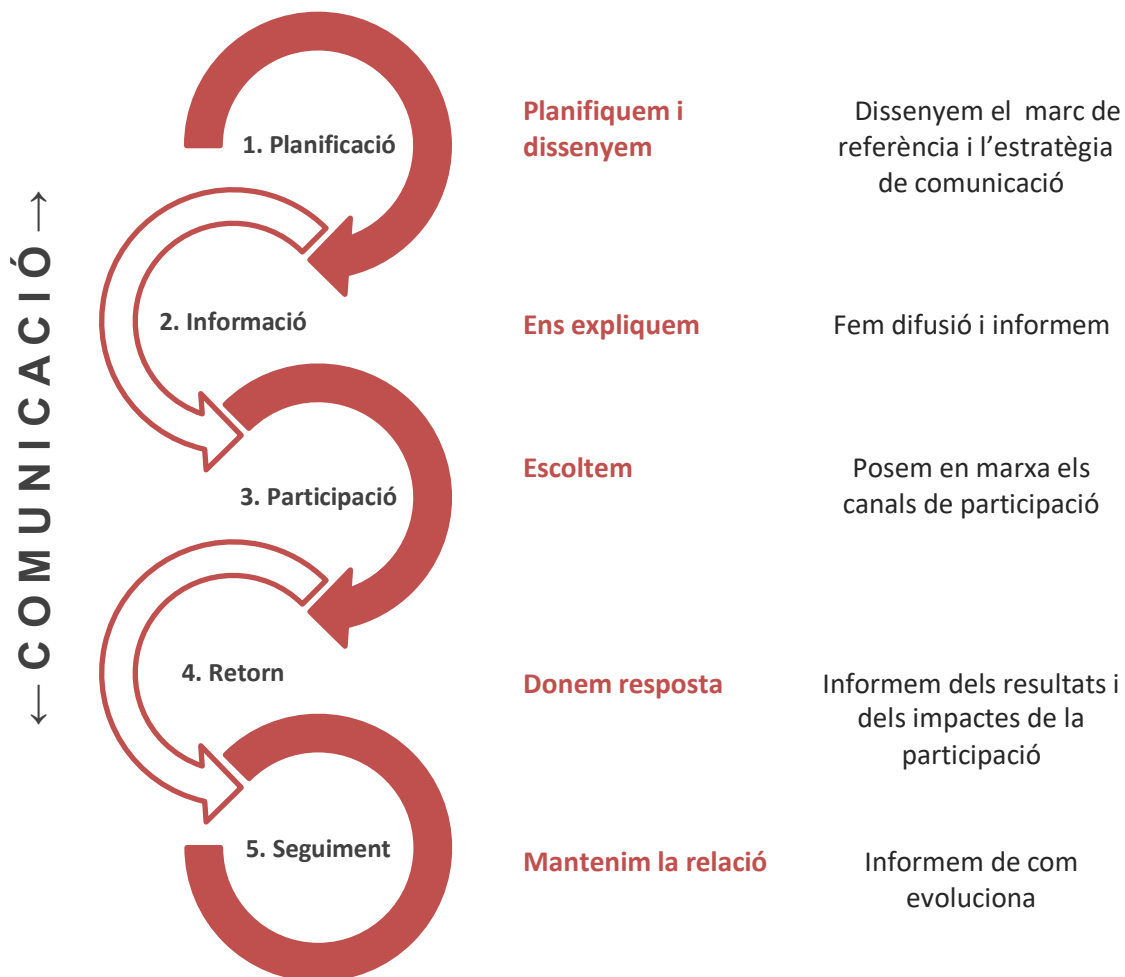 ← COMUNICACIÓ →
1. Planificació
Planifiquem i
dissenyem
Dissenyem el marc de
referència i l’estratègia
de comunicació
2. Informació
Ens expliquem
Fem difusió i informem
3. Participació
Escoltem
Posem en marxa els
canals de participació
4. Retorn
Donem resposta
Informem dels resultats i
dels impactes de la
participació
5. Seguiment
Mantenim la relació
Informem de com
evoluciona